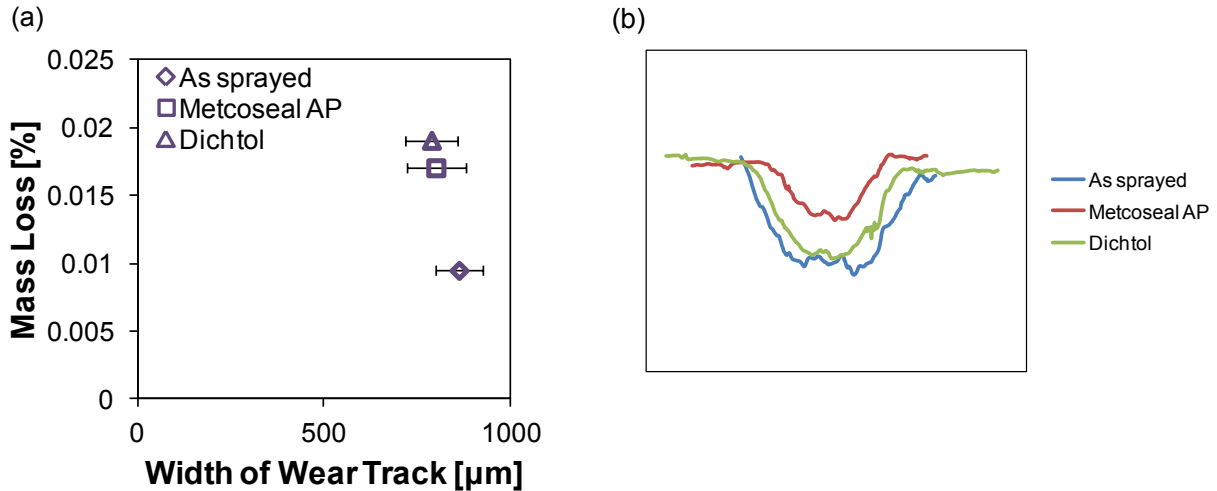 (a)
Mass Loss [%]
0.025
0.02
0.015
0.01
0.005
0
As sprayed
Metcoseal AP
Dichtol
0
500
1000
Width of Wear Track [µm]
(b)
As sprayed
Metcoseal AP
Dichtol